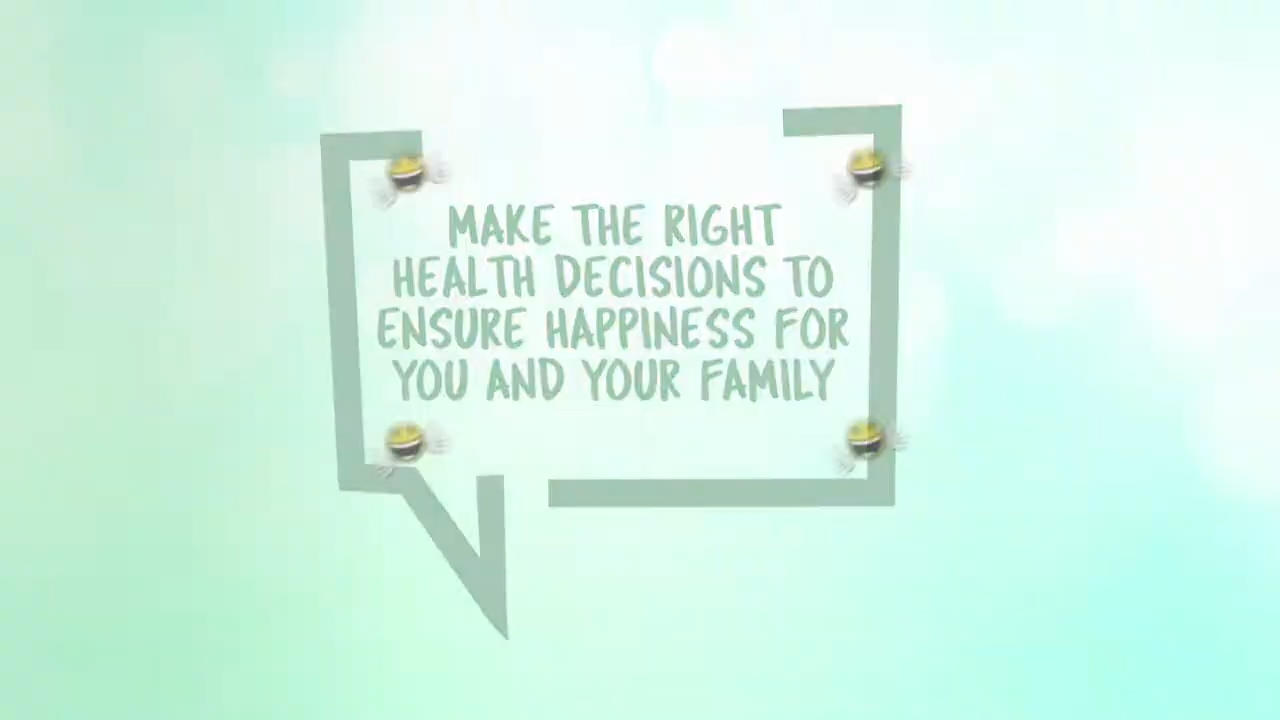 MAKE THE RIGHT
HEALTH DECISIONS TO
ENSURE HAPPINESS FOR
YOU AND YOUR FAMILY